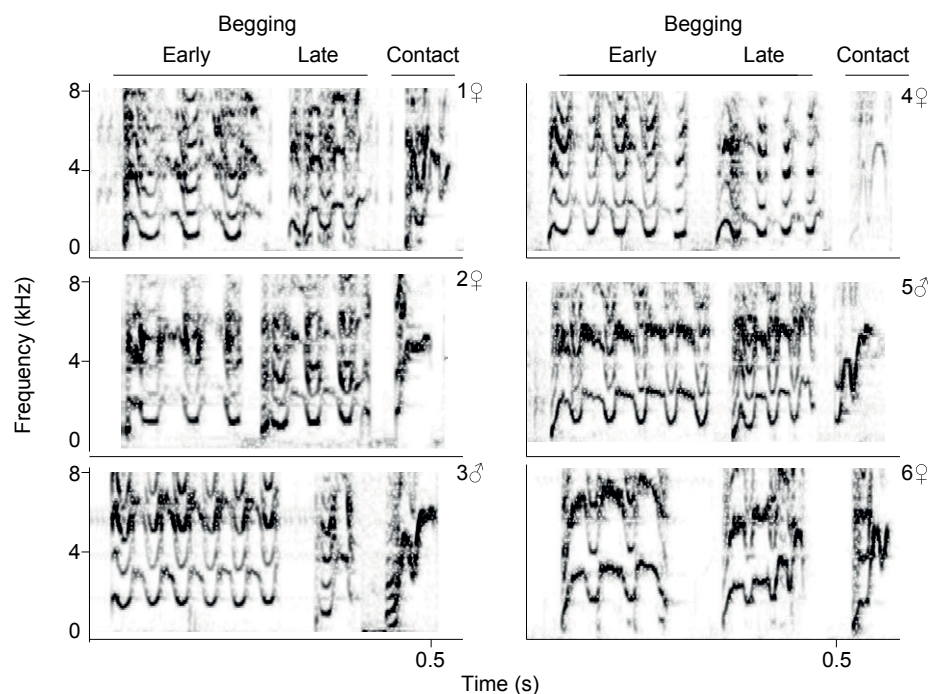 Begging
Begging
Early
Late
Contact
Early
Late
Contact
8
4
0
1♀
4♀
8
4
0
2♀
5♂
8
4
0
3♂
6♀
Frequency (kHz)
0.5
0.5
Time (s)